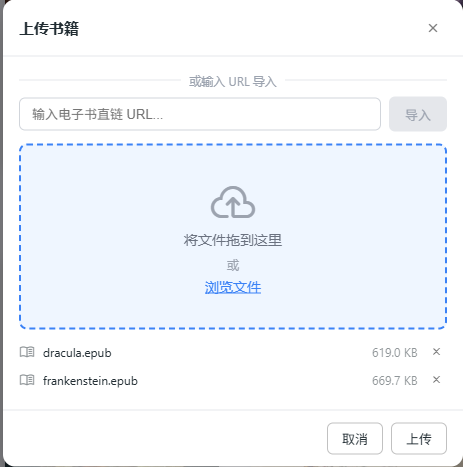 上传书籍
或输入 URL 导入
输入电子书直链 URL...
导入
将文件拖到这里
或
浏览文件
dracula.epub 619.0 KB
frankenstein.epub 669.7 KB
取消 上传